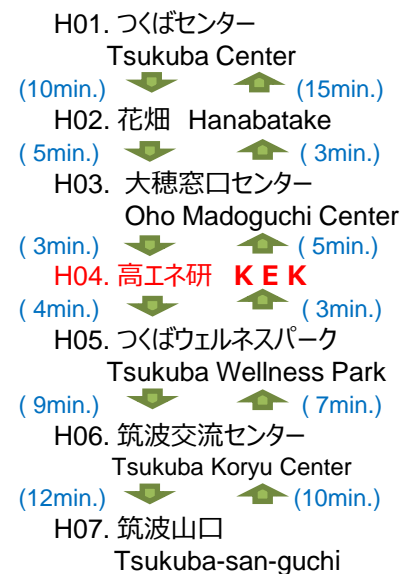 H01. つくばセンター
Tsukuba Center
(10min.) (15min.)
H02. 花畑 Hanabatake
( 5min.) ( 3min.)
H03. 大穂窓口センター
Oho Madoguchi Center
( 3min.) ( 5min.)
H04. 高エネ研 K E K
( 4min.) ( 3min.)
H05. つくばウェルネスパーク
Tsukuba Wellness Park
( 9min.) ( 7min.)
H06. 筑波交流センター
Tsukuba Koryu Center
(12min.) (10min.)
H07. 筑波山口
Tsukuba-san-guchi